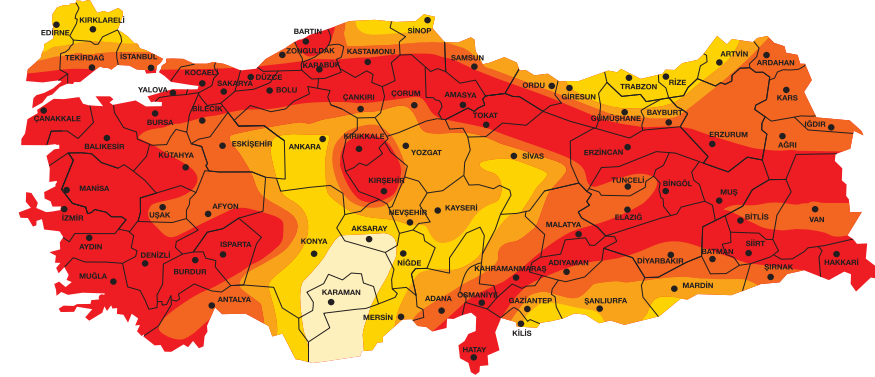 KIRKLARELİ
EDİRNE
TEKİRDAĞ
İSTANBUL
BARTIN
ZONGULDAK
KASTAMONU
SİNOP
KARABÜK
SAMSUN
KOCAELİ
SAKARYA
DÜZCE
YALOVA
BOLU
BİLECİK
ÇANKIRI
ÇORUM
AMASYA
TOKAT
ORDU
GİRESUN
TRABZON
RİZE
ARTVİN
ARDAHAN
KARS
GÜMÜŞHANE
BAYBURT
IĞDIR
ÇANAKKALE
BURSA
BALIKESİR
KÜTAHYA
ESKİŞEHİR
ANKARA
KIRIKKALE
YOZGAT
SİVAS
ERZİNCAN
ERZURUM
AĞRI
MANİSA
KIRŞEHİR
TUNCELİ
BİNGÖL
MUŞ
İZMİR
UŞAK
AFYON
NEVŞEHİR
KAYSERİ
ELAZIĞ
BİTLİS
VAN
AKSARAY
MALATYA
AYDIN
DENİZLİ
ISPARTA
KONYA
NİĞDE
SİİRT
BATMAN
DİYARBAKIR
HAKKARİ
MUĞLA
BURDUR
KAHRAMANMARAŞ
ADIYAMAN
ŞIRNAK
MARDİN
ANTALYA
KARAMAN
ADANA
OSMANİYE
GAZİANTEP
ŞANLIURFA
MERSİN
KİLİS
HATAY